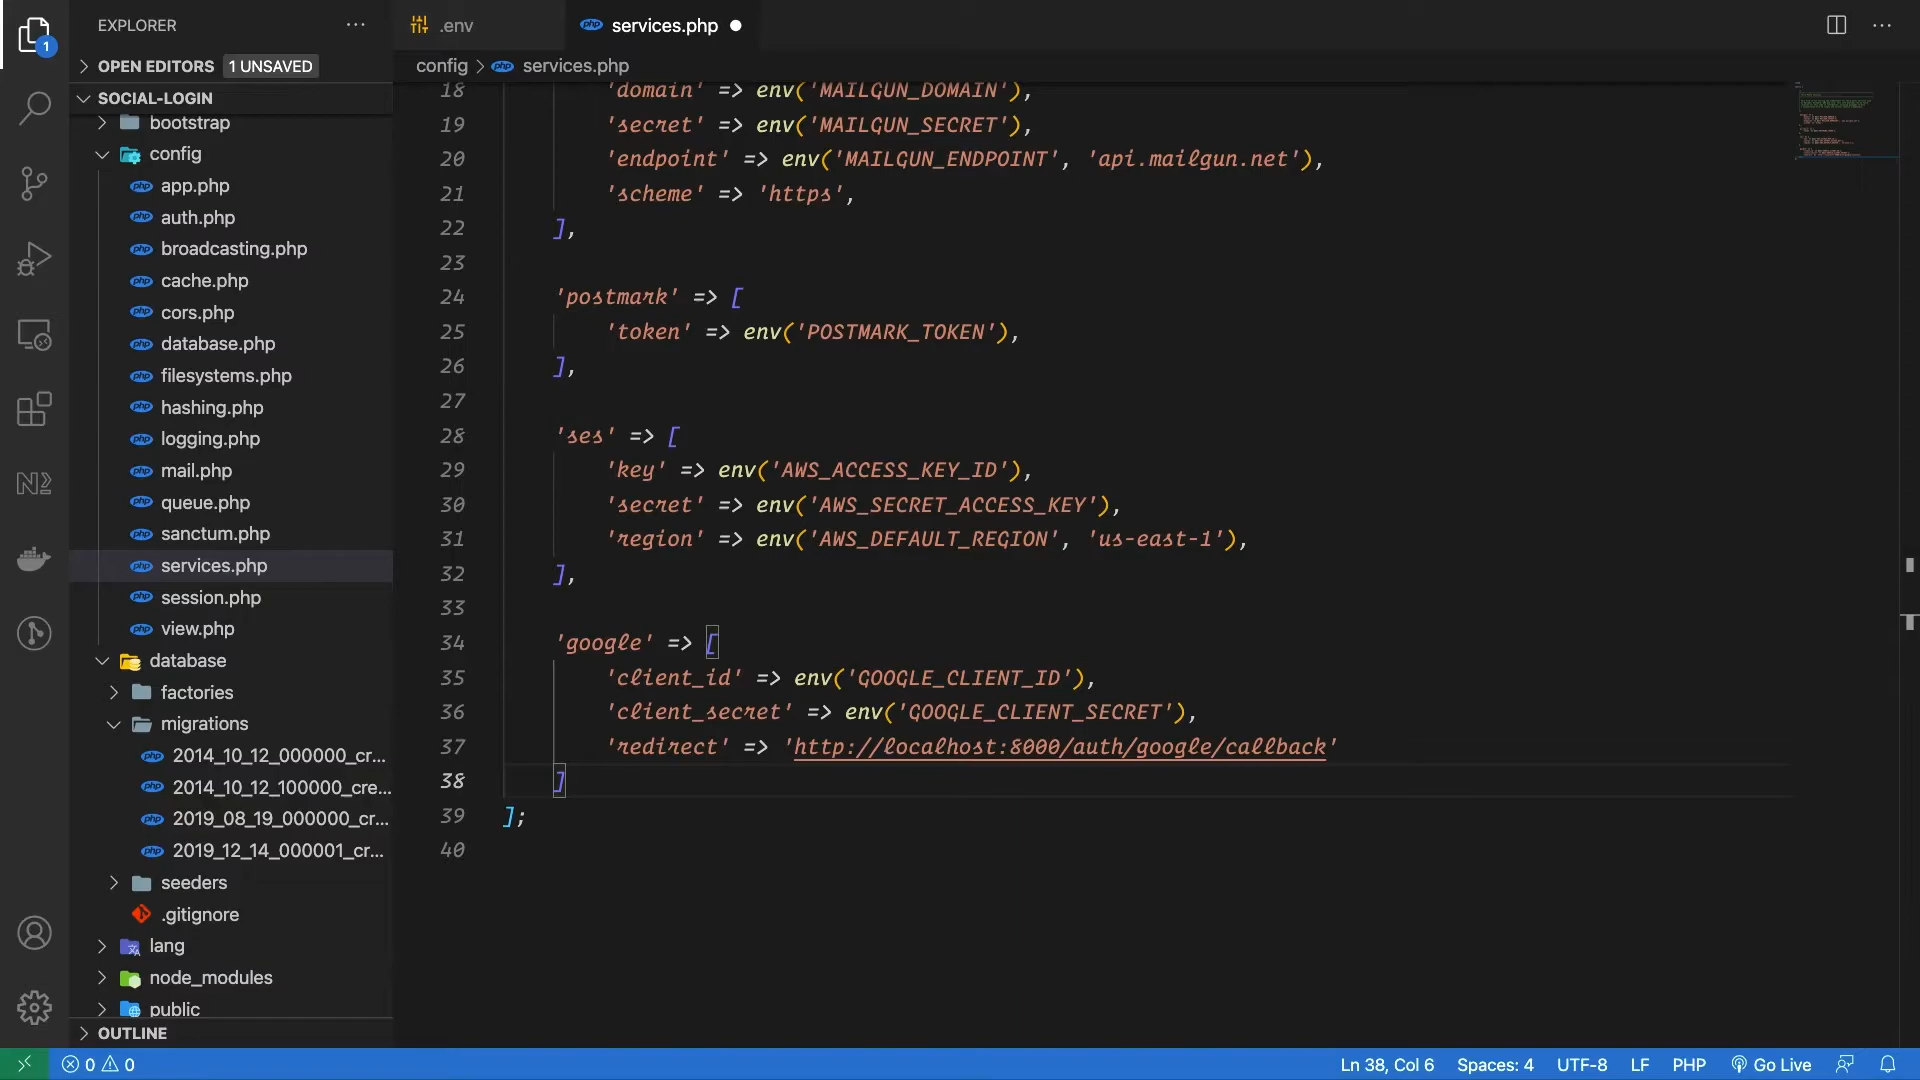 EXPLORER
.env
services.php
1
OPEN EDITORS 1 UNSAVED
config > services.php
SOCIAL-LOGIN
bootstrap
config
app.php
auth.php
broadcasting.php
cache.php
cors.php
database.php
filesystems.php
hashing.php
logging.php
mail.php
queue.php
sanctum.php
services.php
session.php
view.php
database
factories
migrations
2014_10_12_000000_cr...
2014_10_12_100000_cre...
2019_08_19_000000_cr...
2019_12_14_000001_cr...
seeders
.gitignore
lang
node_modules
public
OUTLINE
18 'domain' => env('MAILGUN_DOMAIN'),
19 'secret' => env('MAILGUN_SECRET'),
20 'endpoint' => env('MAILGUN_ENDPOINT', 'api.mailgun.net'),
21 'scheme' => 'https',
22 ],
23
24 'postmark' => [
25 'token' => env('POSTMARK_TOKEN'),
26 ],
27
28 'ses' => [
29 'key' => env('AWS_ACCESS_KEY_ID'),
30 'secret' => env('AWS_SECRET_ACCESS_KEY'),
31 'region' => env('AWS_DEFAULT_REGION', 'us-east-1'),
32 ],
33
34 'google' => [
35 'client_id' => env('GOOGLE_CLIENT_ID'),
36 'client_secret' => env('GOOGLE_CLIENT_SECRET'),
37 'redirect' => 'http://localhost:8000/auth/google/callback'
38 ]
39 ];
40
0 0 Ln 38, Col 6 Spaces: 4 UTF-8 LF PHP Go Live